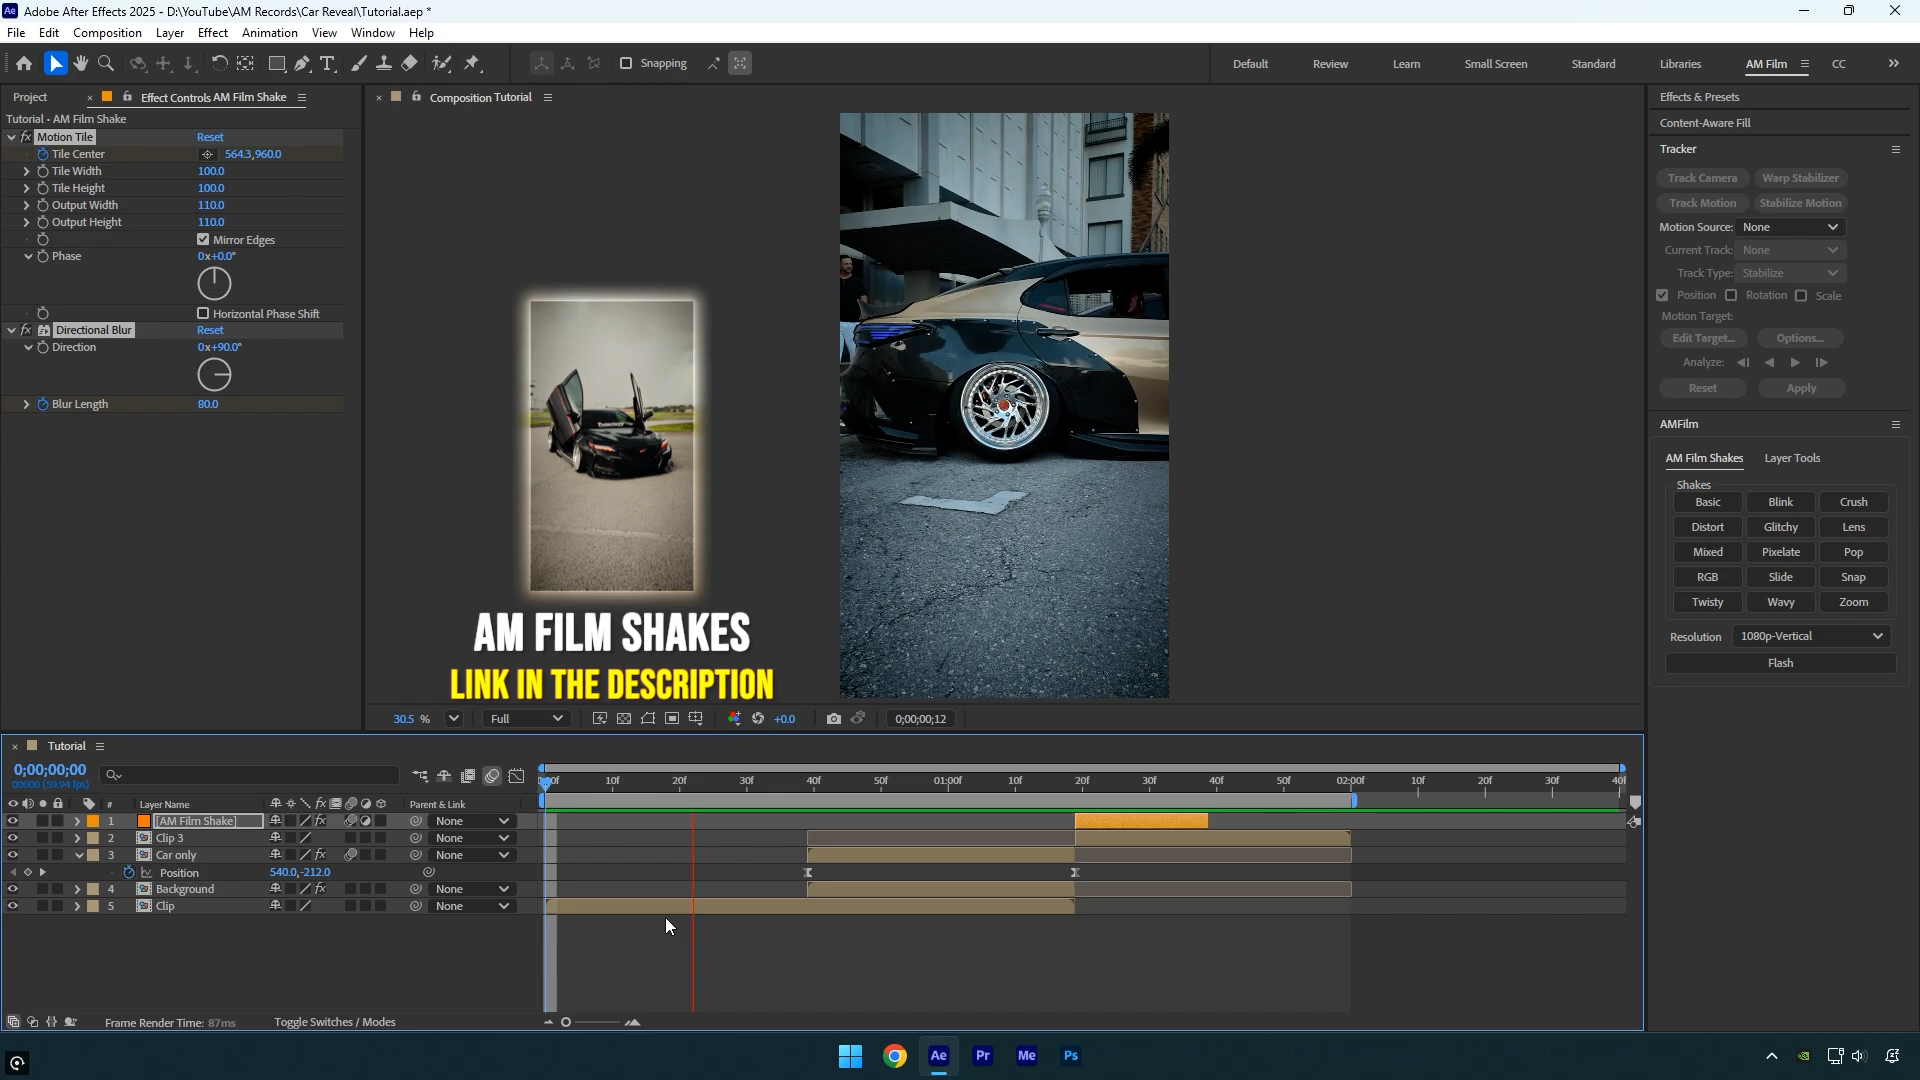 Adobe After Effects 2025 - D:\YouTube\AM Records\Car Reveal\Tutorial.aep *
File Edit Composition Layer Effect Animation View Window Help
Snapping
Default Review Learn Small Screen Standard Libraries AM Film CC
Project Effect Controls AM Film Shake
Tutorial • AM Film Shake
fx Motion Tile Reset
Tile Center 564.3,960.0
Tile Width 100.0
Tile Height 100.0
Output Width 110.0
Output Height 110.0
Mirror Edges
Phase 0x+0.0°
Horizontal Phase Shift
fx Directional Blur Reset
Direction 0x+90.0°
Blur Length 80.0
Composition Tutorial
AM FILM SHAKES
LINK IN THE DESCRIPTION
30.5 % Full +0.0 0;00;00;12
Effects & Presets
Content-Aware Fill
Tracker
Track Camera Warp Stabilizer
Track Motion Stabilize Motion
Motion Source: None
Current Track: None
Track Type: Stabilize
Position Rotation Scale
Motion Target:
Edit Target... Options...
Analyze:
Reset Apply
AMFilm
AM Film Shakes Layer Tools
Shakes
Basic Blink Crush
Distort Glitchy Lens
Mixed Pixelate Pop
RGB Slide Snap
Twisty Wavy Zoom
Resolution 1080p-Vertical
Flash
Tutorial
0;00;00;00
00000 (59.94 fps)
10f 20f 30f 40f 50f 01:00f 10f 20f 30f 40f 50f 02:00f 10f 20f 30f
# Layer Name fx Parent & Link
1 [AM Film Shake] fx None
2 Clip 3 None
3 Car only fx None
Position 540.0,-212.0
4 Background fx None
5 Clip None
Frame Render Time: 87ms Toggle Switches / Modes
Ae Pr Me Ps